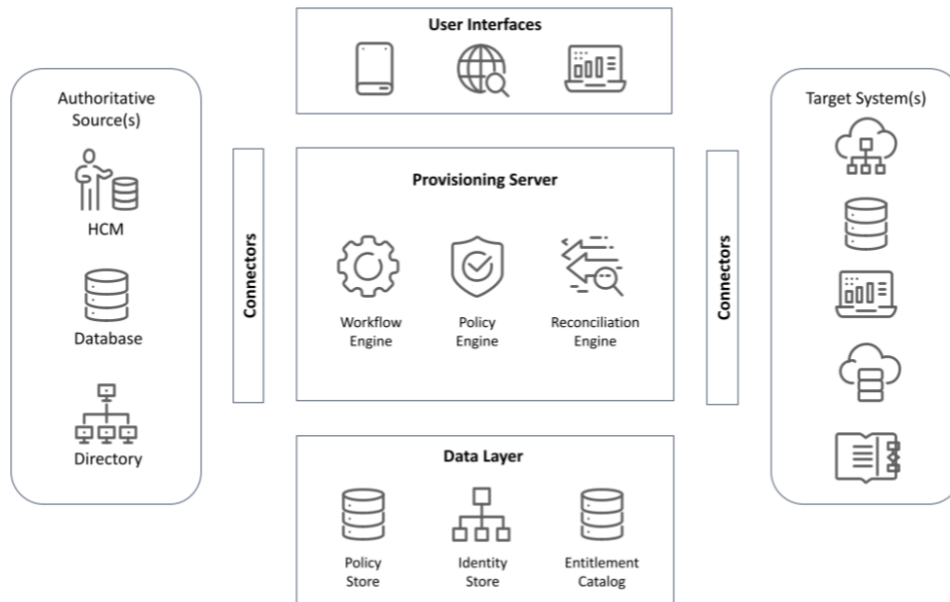 User Interfaces
Authoritative
Source(s)
HCM
Database
Directory
Connectors
Provisioning Server
Workflow
Engine
Policy
Engine
Reconciliation
Engine
Data Layer
Policy
Store
Identity
Store
Entitlement
Catalog
Connectors
Target System(s)